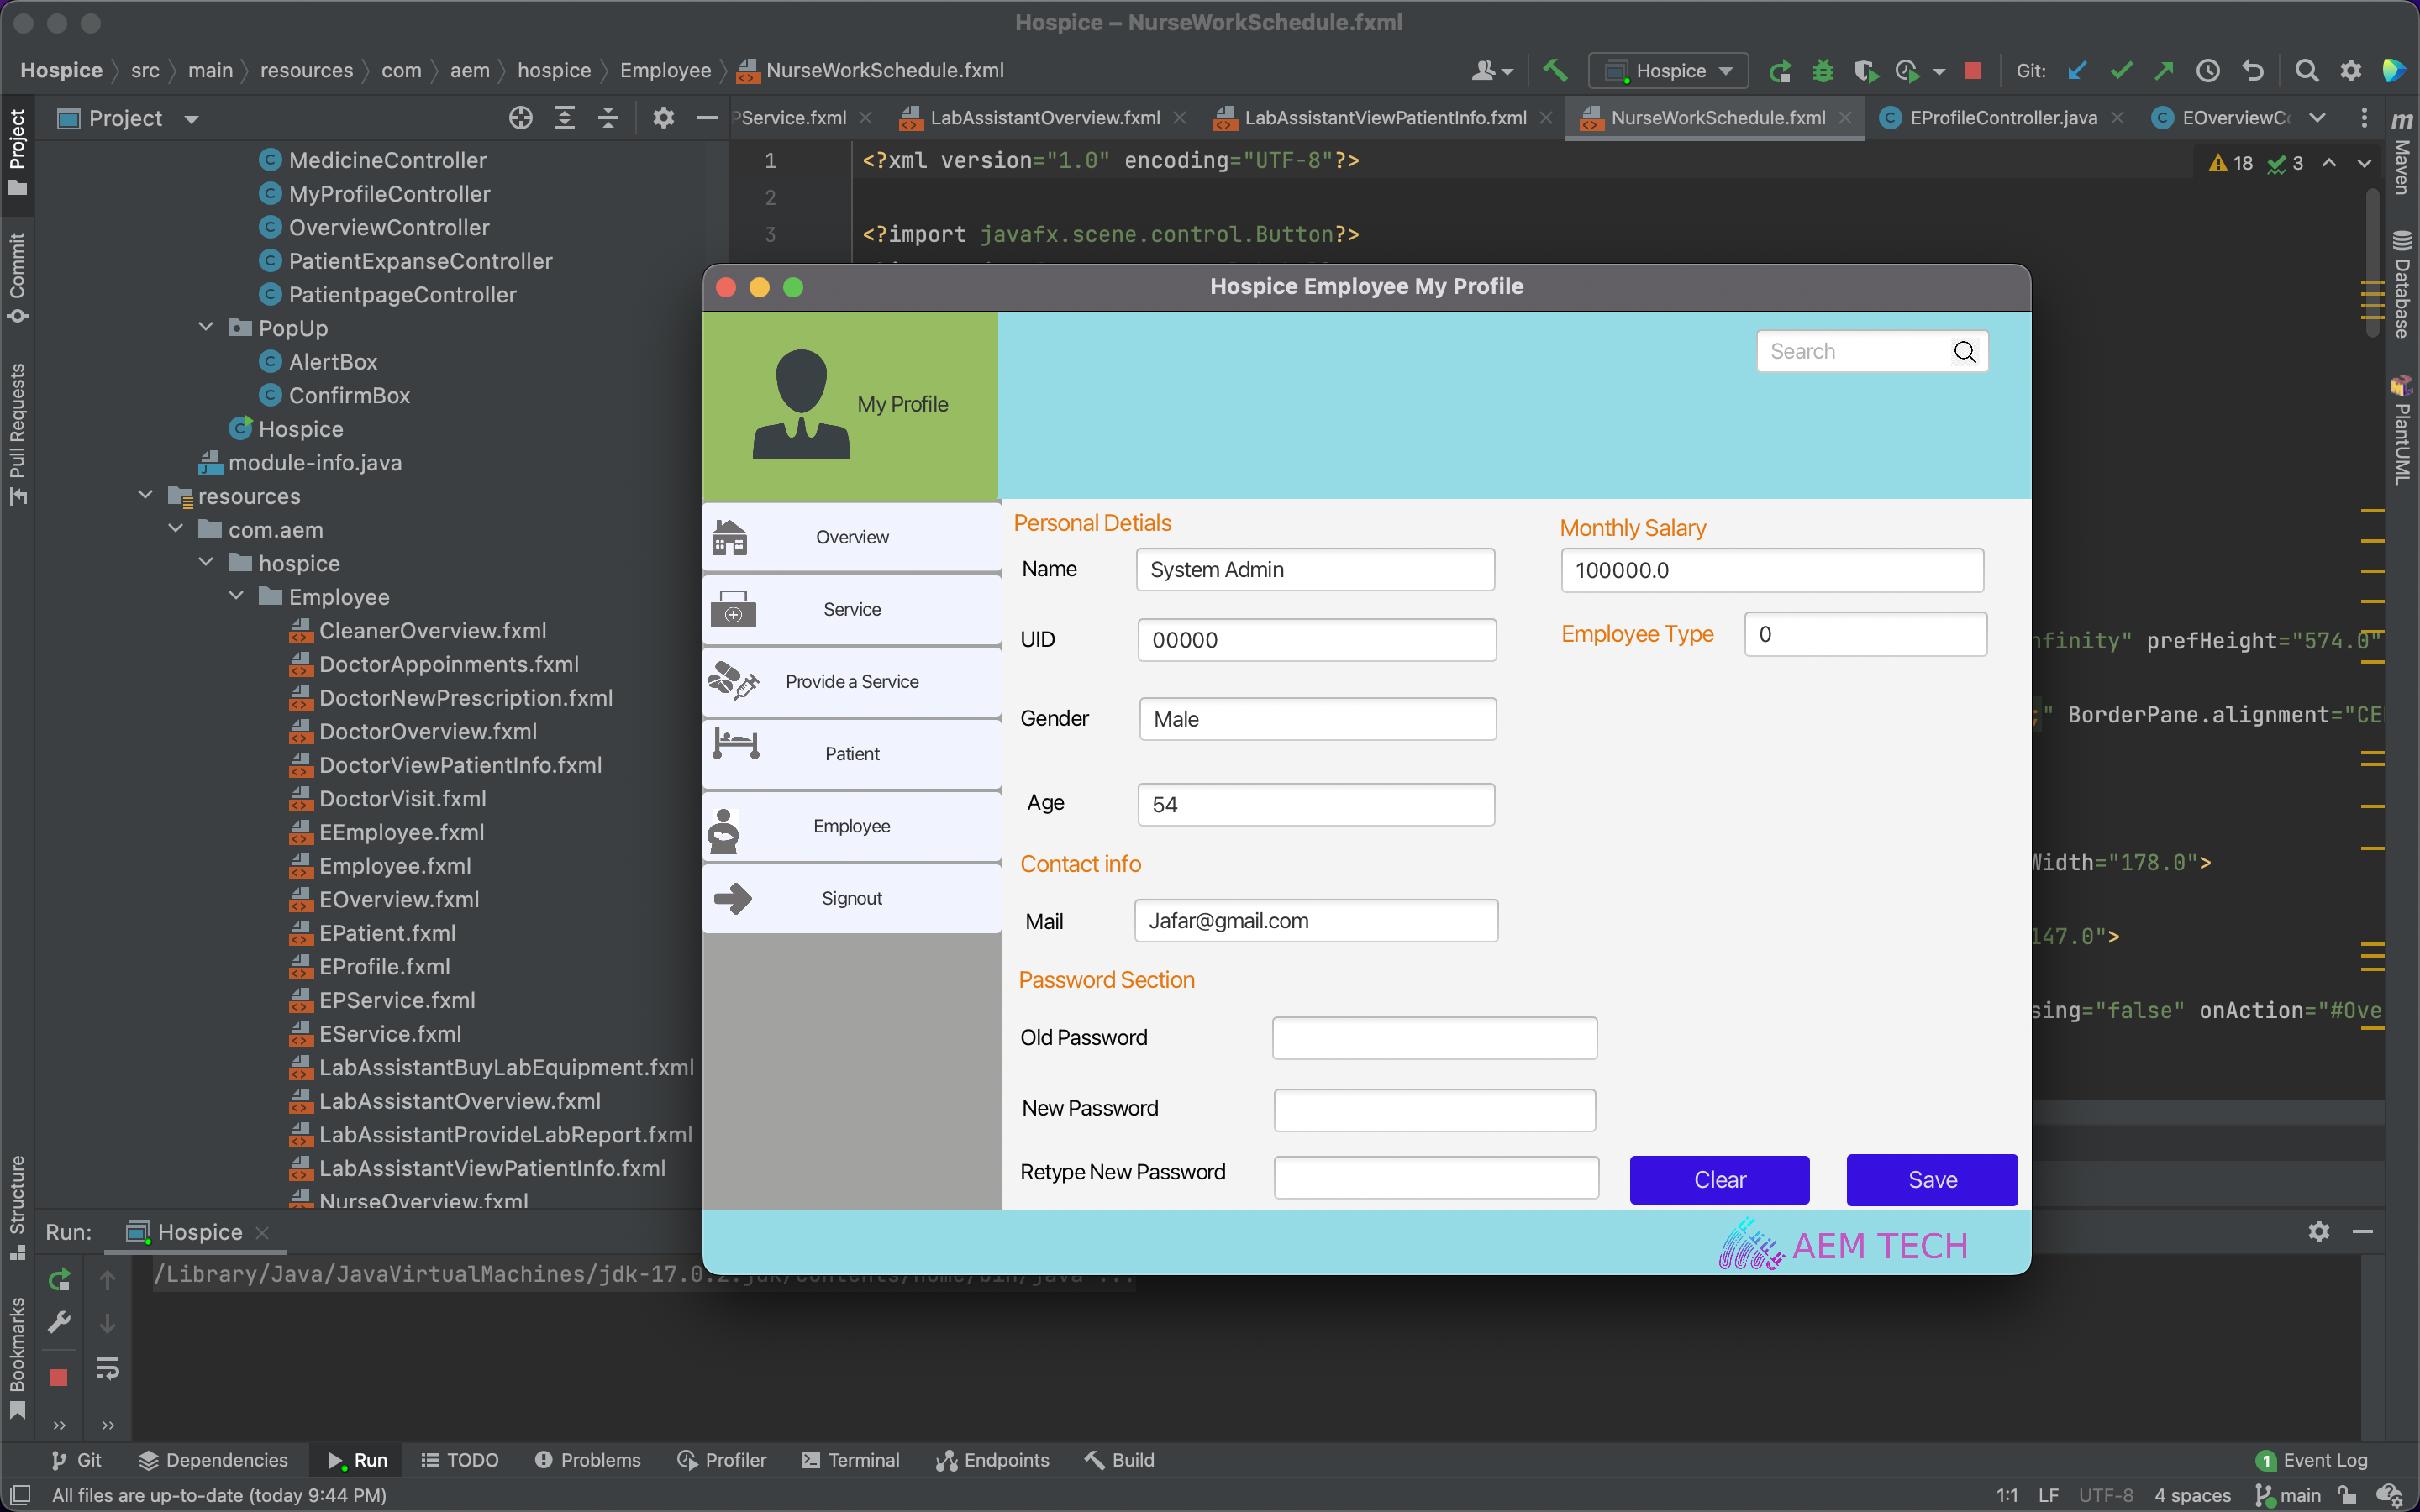 Hospice – NurseWorkSchedule.fxml
Hospice src main resources com aem hospice Employee NurseWorkSchedule.fxml
Hospice
Git:
Project
PService.fxml LabAssistantOverview.fxml LabAssistantViewPatientInfo.fxml NurseWorkSchedule.fxml EProfileController.java EOverviewC
Project
Commit
Pull Requests
Structure
Bookmarks
MedicineController
MyProfileController
OverviewController
PatientExpanseController
PatientpageController
PopUp
AlertBox
ConfirmBox
Hospice
module-info.java
resources
com.aem
hospice
Employee
CleanerOverview.fxml
DoctorAppoinments.fxml
DoctorNewPrescription.fxml
DoctorOverview.fxml
DoctorViewPatientInfo.fxml
DoctorVisit.fxml
EEmployee.fxml
Employee.fxml
EOverview.fxml
EPatient.fxml
EProfile.fxml
EPService.fxml
EService.fxml
LabAssistantBuyLabEquipment.fxml
LabAssistantOverview.fxml
LabAssistantProvideLabReport.fxml
LabAssistantViewPatientInfo.fxml
NurseOverview.fxml
1 <?xml version="1.0" encoding="UTF-8"?>
2
3 <?import javafx.scene.control.Button?>
18 3
nfinity" prefHeight="574.0"
;" BorderPane.alignment="CE
Width="178.0">
147.0">
sing="false" onAction="#Ove
m Maven
Database
PlantUML
Hospice Employee My Profile
My Profile
Search
Overview
Service
Provide a Service
Patient
Employee
Signout
Personal Detials
Name System Admin
UID 00000
Gender Male
Age 54
Monthly Salary
100000.0
Employee Type 0
Contact info
Mail Jafar@gmail.com
Password Section
Old Password
New Password
Retype New Password
Clear Save
AEM TECH
Run: Hospice
/Library/Java/JavaVirtualMachines/jdk-17.0.2.jdk/Contents/Home/bin/java ...
Git Dependencies Run TODO Problems Profiler Terminal Endpoints Build 1 Event Log
All files are up-to-date (today 9:44 PM) 1:1 LF UTF-8 4 spaces main